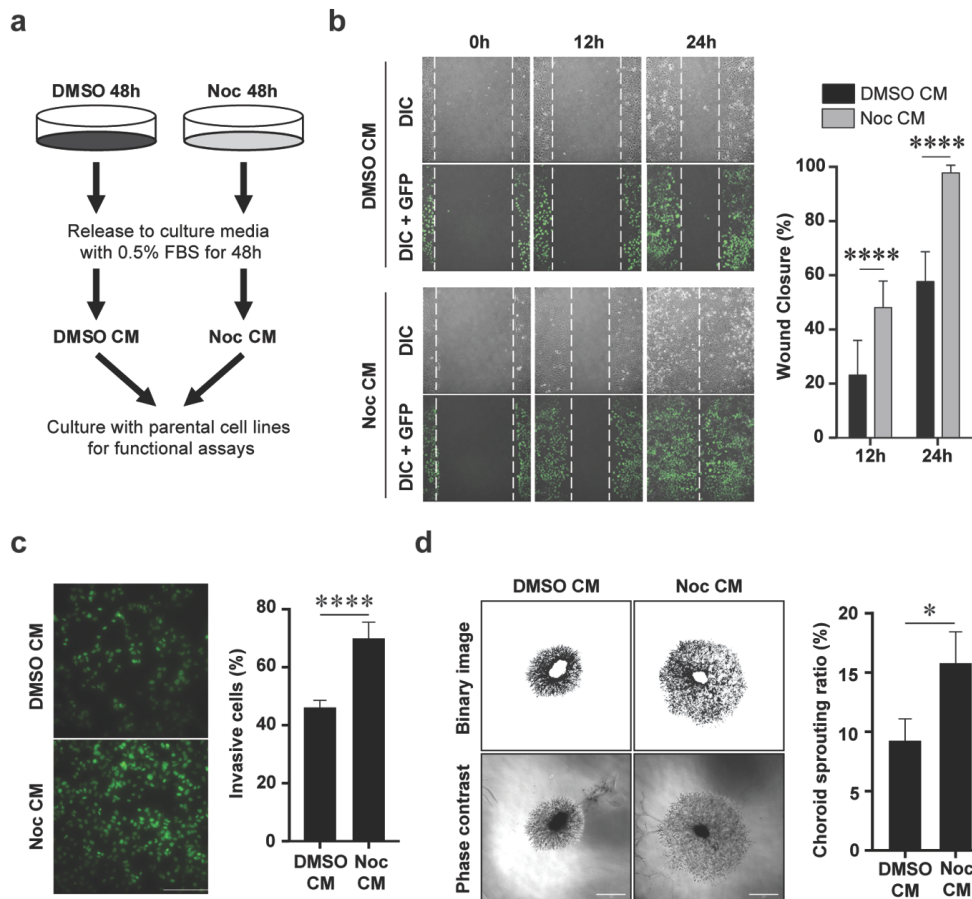 a
DMSO 48h
Noc 48h
Release to culture media
with 0.5% FBS for 48h
DMSO CM
Noc CM
Culture with parental cell lines
for functional assays
b
0h
12h
24h
DMSO CM
DIC
DIC + GFP
Noc CM
DIC
DIC + GFP
DMSO CM
Noc CM
****
****
Wound Closure (%)
100
80
60
40
20
0
12h
24h
c
DMSO CM
Noc CM
Invasive cells (%)
80
60
40
20
0
****
DMSO
CM
Noc
CM
d
DMSO CM
Noc CM
Binary image
Phase contrast
Choroid sprouting ratio (%)
20
15
10
5
0
*
DMSO
CM
Noc
CM